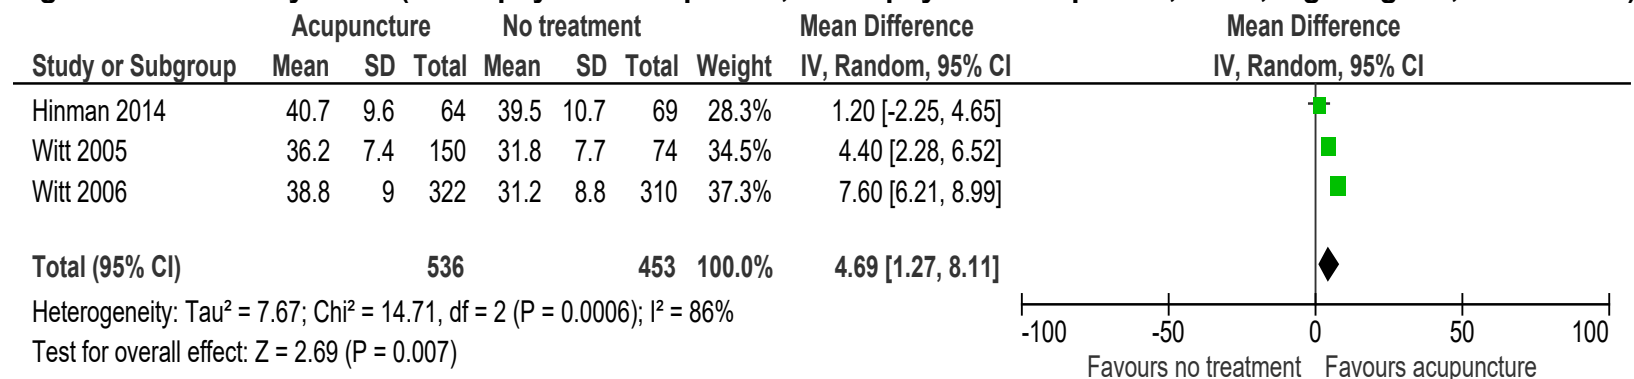 Acupuncture No treatment Mean Difference Mean Difference
Study or Subgroup Mean SD Total Mean SD Total Weight IV, Random, 95% CI IV, Random, 95% CI
Hinman 2014 40.7 9.6 64 39.5 10.7 69 28.3% 1.20 [-2.25, 4.65]
Witt 2005 36.2 7.4 150 31.8 7.7 74 34.5% 4.40 [2.28, 6.52]
Witt 2006 38.8 9 322 31.2 8.8 310 37.3% 7.60 [6.21, 8.99]
Total (95% CI) 536 453 100.0% 4.69 [1.27, 8.11]
Heterogeneity: Tau² = 7.67; Chi² = 14.71, df = 2 (P = 0.0006); I² = 86%
Test for overall effect: Z = 2.69 (P = 0.007)
-100 -50 0 50 100
Favours no treatment Favours acupuncture